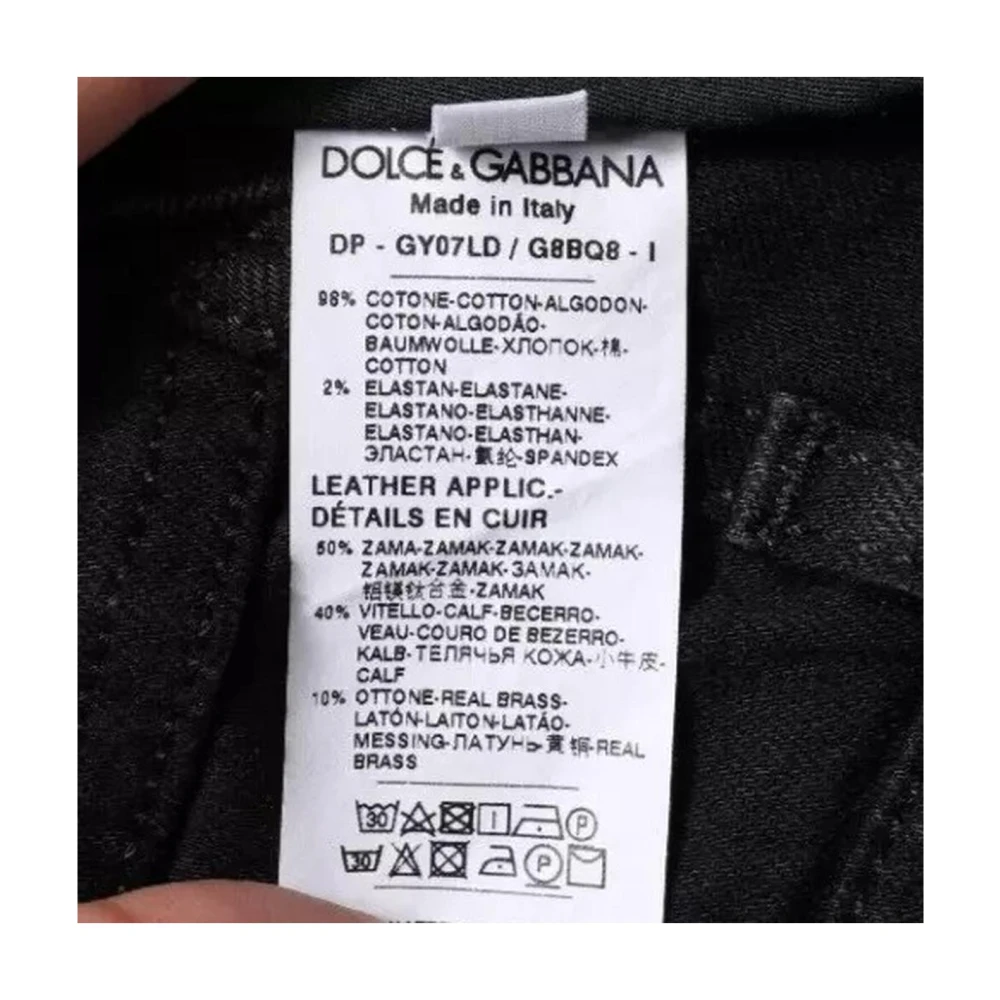 DOLCE & GABBANA
Made in Italy
DP - GY07LD / G8BQ8 - I
98% COTONE-COTTON-ALGODON-
COTON-ALGODÃO-
BAUMWOLLE-ХЛОПОК-棉-
COTTON
2% ELASTAN-ELASTANE-
ELASTANO-ELASTHANNE-
ELASTANO-ELASTHAN-
ЭЛАСТАН-氨纶-SPANDEX
LEATHER APPLIC.-
DÉTAILS EN CUIR
50% ZAMA-ZAMAK-ZAMAK-ZAMAK-
ZAMAK-ZAMAK-ЗАМАК-
合金-ZAMAK
40% VITELLO-CALF-BECERRO-
VEAU-COURO DE BEZERRO-
KALB-ТЕЛЯЧЬЯ КОЖА-小牛皮-
CALF
10% OTTONE-REAL BRASS-
LATÓN-LAITON-LATÃO-
MESSING-ЛАТУНЬ-黄铜-REAL
BRASS
30 P
30 P